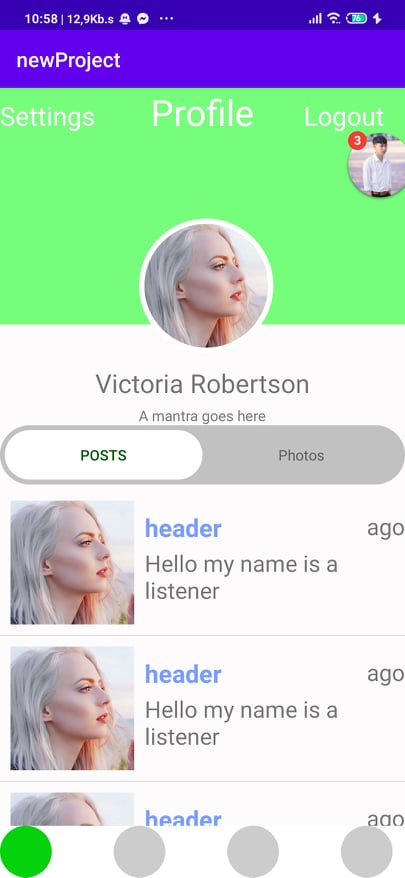 10:58 | 12,9Kb.s ... 76
newProject
Settings Profile Logout
3
Victoria Robertson
A mantra goes here
POSTS Photos
header ago
Hello my name is a
listener
header ago
Hello my name is a
listener
header ago